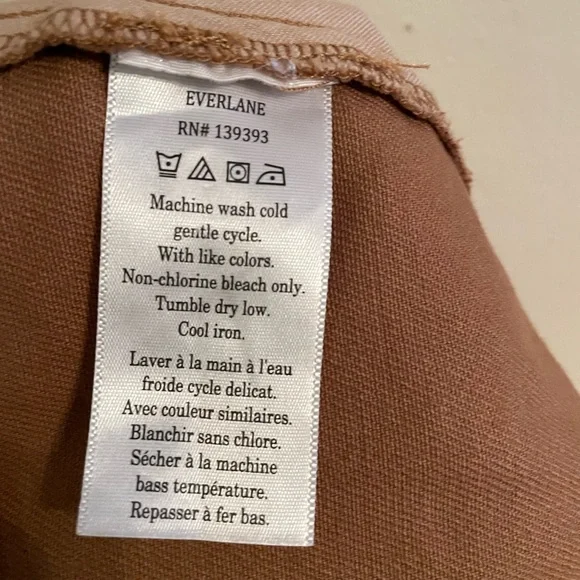 EVERLANE
RN# 139393
Machine wash cold
gentle cycle.
With like colors.
Non-chlorine bleach only.
Tumble dry low.
Cool iron.
Laver à la main à l'eau
froide cycle delicat.
Avec couleur similaires.
Blanchir sans chlore.
Sécher à la machine
bass température.
Repasser à fer bas.